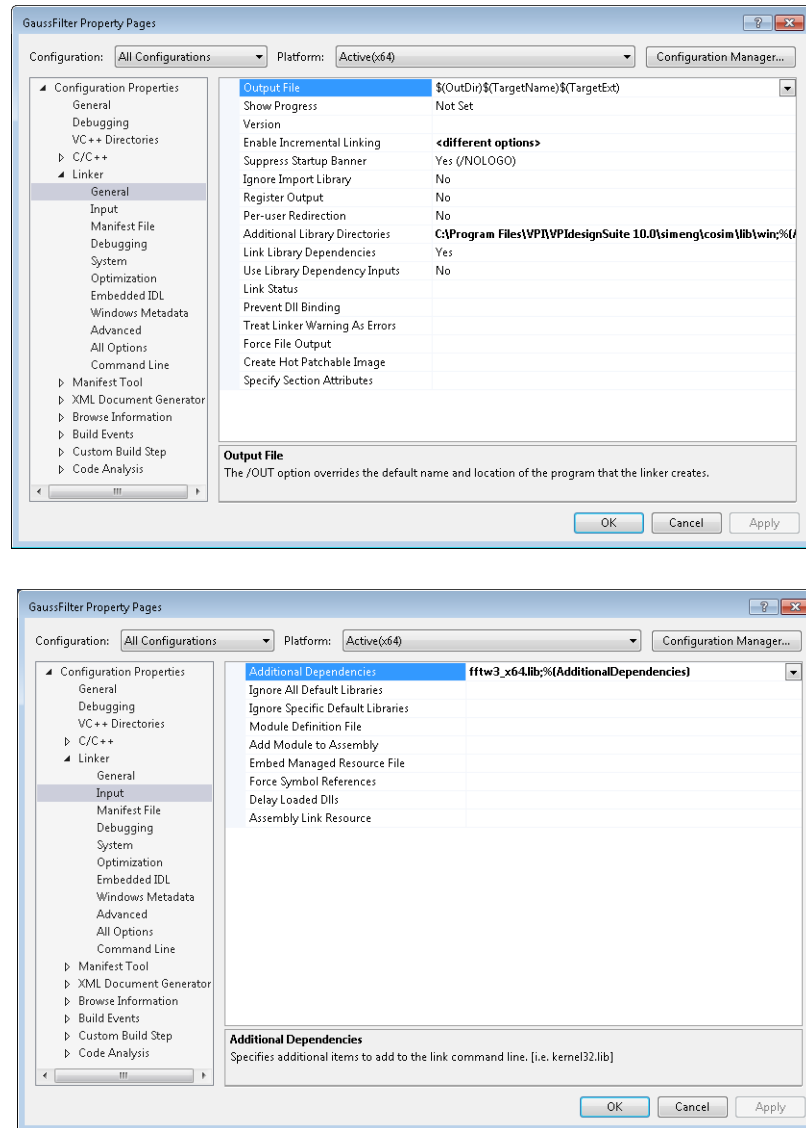 GaussFilter Property Pages
Configuration: All Configurations Platform: Active(x64) Configuration Manager...
Configuration Properties
General
Debugging
VC++ Directories
C/C++
Linker
General
Input
Manifest File
Debugging
System
Optimization
Embedded IDL
Windows Metadata
Advanced
All Options
Command Line
Manifest Tool
XML Document Generator
Browse Information
Build Events
Custom Build Step
Code Analysis
Output File $(OutDir)$(TargetName)$(TargetExt)
Show Progress Not Set
Version
Enable Incremental Linking <different options>
Suppress Startup Banner Yes (/NOLOGO)
Ignore Import Library No
Register Output No
Per-user Redirection No
Additional Library Directories C:\Program Files\VPI\VPIdesignSuite 10.0\simeng\cosim\lib\win;%(A
Link Library Dependencies Yes
Use Library Dependency Inputs No
Link Status
Prevent Dll Binding
Treat Linker Warning As Errors
Force File Output
Create Hot Patchable Image
Specify Section Attributes
Output File
The /OUT option overrides the default name and location of the program that the linker creates.
OK Cancel Apply
GaussFilter Property Pages
Configuration: All Configurations Platform: Active(x64) Configuration Manager...
Configuration Properties
General
Debugging
VC++ Directories
C/C++
Linker
General
Input
Manifest File
Debugging
System
Optimization
Embedded IDL
Windows Metadata
Advanced
All Options
Command Line
Manifest Tool
XML Document Generator
Browse Information
Build Events
Custom Build Step
Code Analysis
Additional Dependencies fftw3_x64.lib;%(AdditionalDependencies)
Ignore All Default Libraries
Ignore Specific Default Libraries
Module Definition File
Add Module to Assembly
Embed Managed Resource File
Force Symbol References
Delay Loaded Dlls
Assembly Link Resource
Additional Dependencies
Specifies additional items to add to the link command line. [i.e. kernel32.lib]
OK Cancel Apply